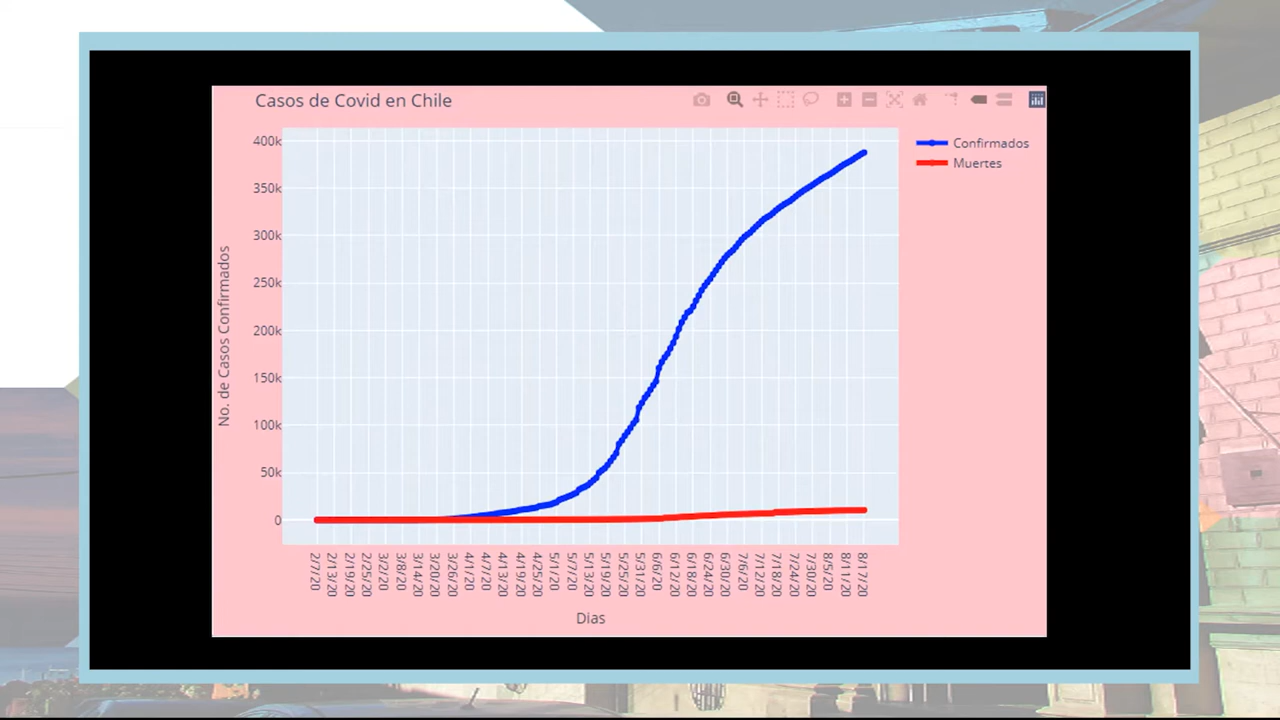 Casos de Covid en Chile
Confirmados
Muertes
No. de Casos Confirmados
400k
350k
300k
250k
200k
150k
100k
50k
0
2/7/20
2/13/20
2/19/20
2/25/20
3/2/20
3/8/20
3/14/20
3/20/20
3/26/20
4/1/20
4/7/20
4/13/20
4/19/20
4/25/20
5/1/20
5/7/20
5/13/20
5/19/20
5/25/20
5/31/20
6/6/20
6/12/20
6/18/20
6/24/20
6/30/20
7/6/20
7/12/20
7/18/20
7/24/20
7/30/20
8/5/20
8/11/20
8/17/20
Dias